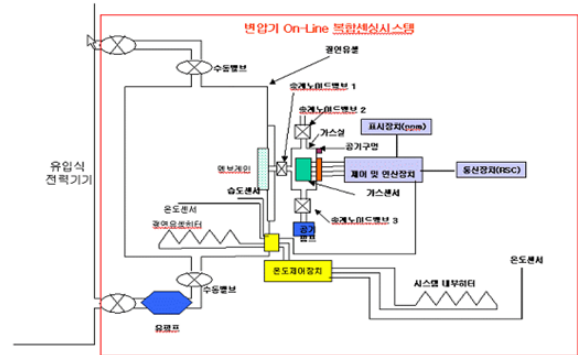 변압기 On-Line 복합센싱시스템
절연유실
수동밸브
솔레노이드밸브 1
솔레노이드밸브 2
가스실
표시장치(ppm)
공기구멍
유입식
전력기기
멤브레인
제어 및 연산장치
통신장치(RSC)
습도센서
가스센서
온도센서
솔레노이드밸브 3
절연유챔버히터
공기
펌프
온도센서
온도제어장치
시스템 내부히터
수동밸브
유펌프